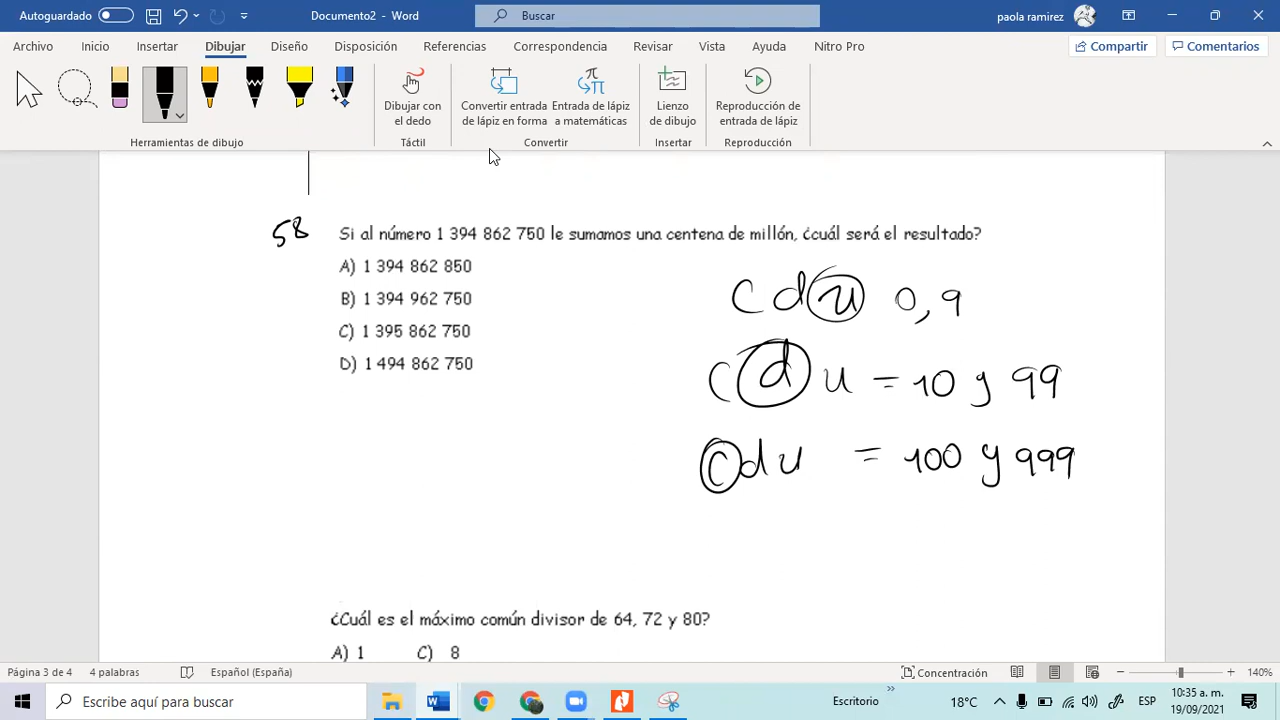 Autoguardado
Documento2 - Word
Buscar
paola ramirez
Archivo Inicio Insertar Dibujar Diseño Disposición Referencias Correspondencia Revisar Vista Ayuda Nitro Pro
Compartir Comentarios
Dibujar con el dedo
Convertir entrada de lápiz en forma
Entrada de lápiz a matemáticas
Lienzo de dibujo
Reproducción de entrada de lápiz
Herramientas de dibujo Táctil Convertir Insertar Reproducción
58 Si al número 1 394 862 750 le sumamos una centena de millón, ¿cuál será el resultado?
A) 1 394 862 850
B) 1 394 962 750
C) 1 395 862 750
D) 1 494 862 750
C d u 0,9
C d u = 10 y 99
C d u = 100 y 999
¿Cuál es el máximo común divisor de 64, 72 y 80?
A) 1 C) 8
Página 3 de 4 4 palabras Español (España) Concentración 140%
Escribe aquí para buscar
Escritorio
18°C
ESP
10:35 a. m.
19/09/2021